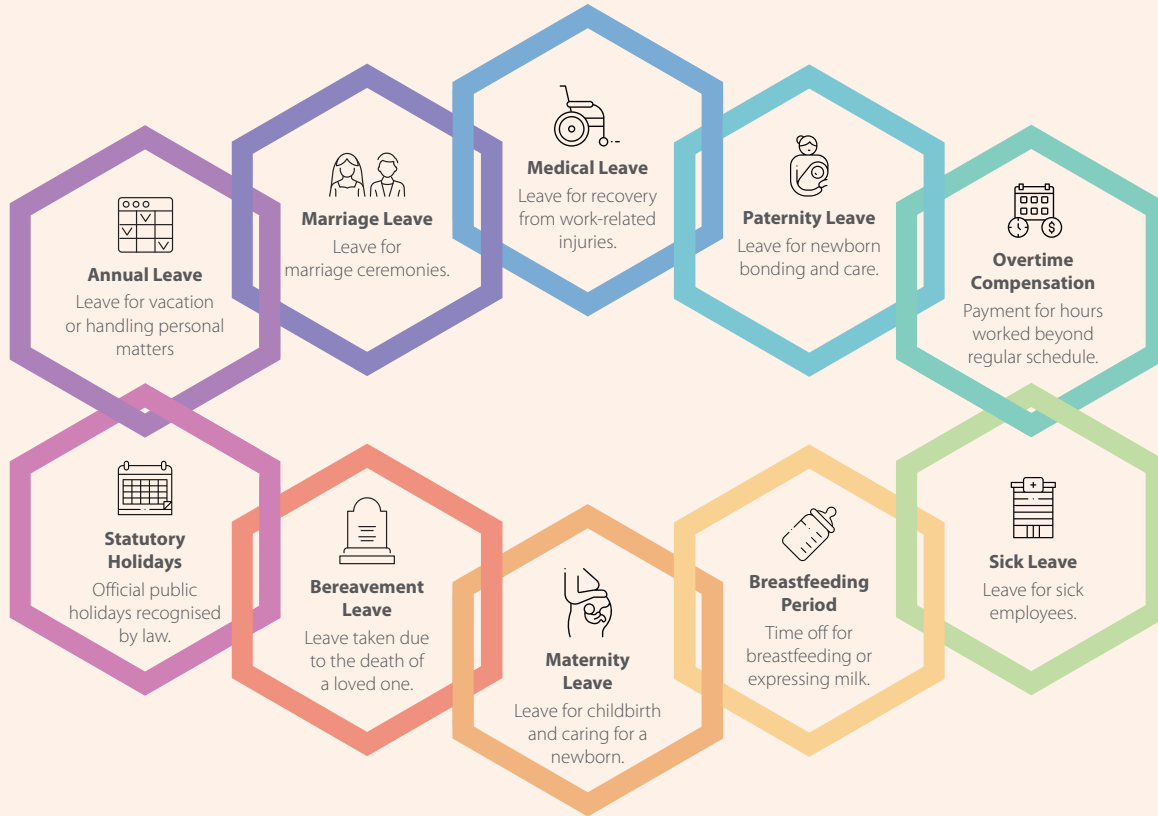 Annual Leave
Leave for vacation
or handling personal
matters
Marriage Leave
Leave for
marriage ceremonies.
Medical Leave
Leave for recovery
from work-related
injuries.
Paternity Leave
Leave for newborn
bonding and care.
Overtime
Compensation
Payment for hours
worked beyond
regular schedule.
Statutory
Holidays
Official public
holidays recognised
by law.
Bereavement
Leave
Leave taken due
to the death of
a loved one.
Maternity
Leave
Leave for childbirth
and caring for a
newborn.
Breastfeeding
Period
Time off for
breastfeeding or
expressing milk.
Sick Leave
Leave for sick
employees.